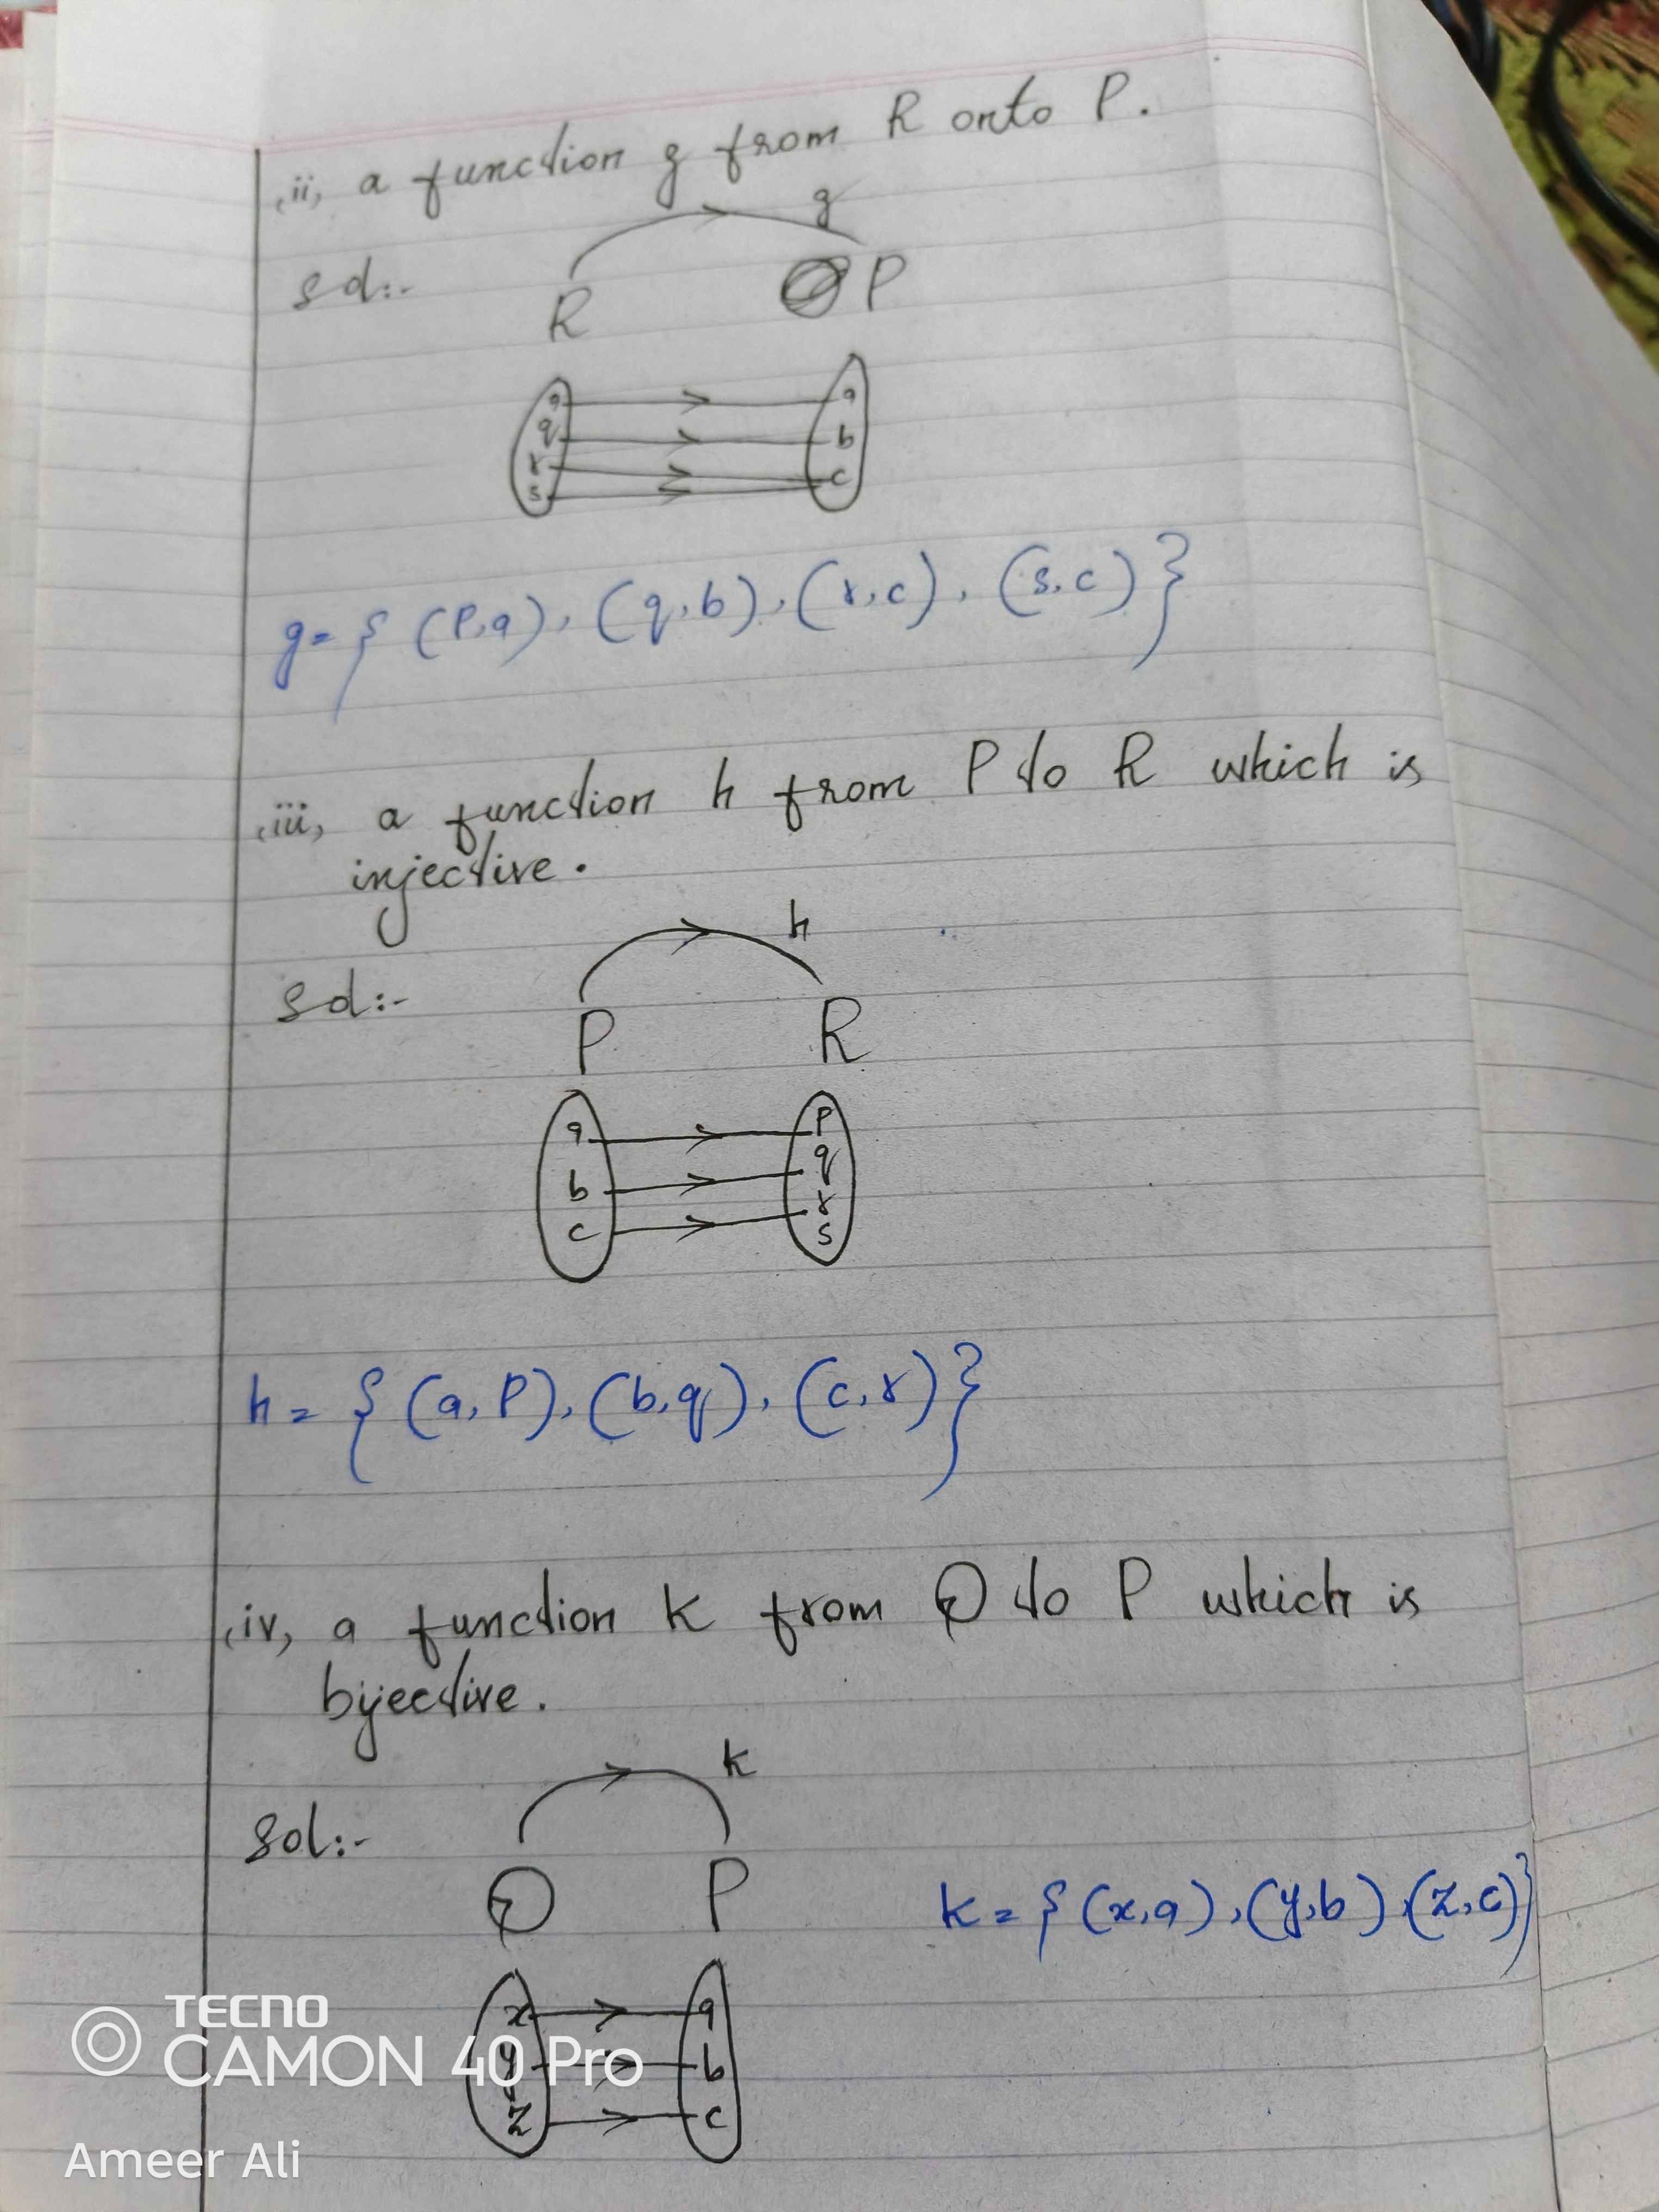 (ii) a function g from R onto P.
g
Sol:-
R P
a a
q b
r c
s
g = { (P,a), (q,b), (r,c), (s,c) }
(iii) a function h from P to R which is
injective.
h
Sol:-
P R
a p
b q
c r
s
h = { (a,P), (b,q), (c,r) }
(iv) a function K from Q to P which is
bijective.
k
Sol:-
Q P
K = { (x,a), (y,b), (z,c) }
x a
y b
z c
TECNO
CAMON 40 Pro
Ameer Ali